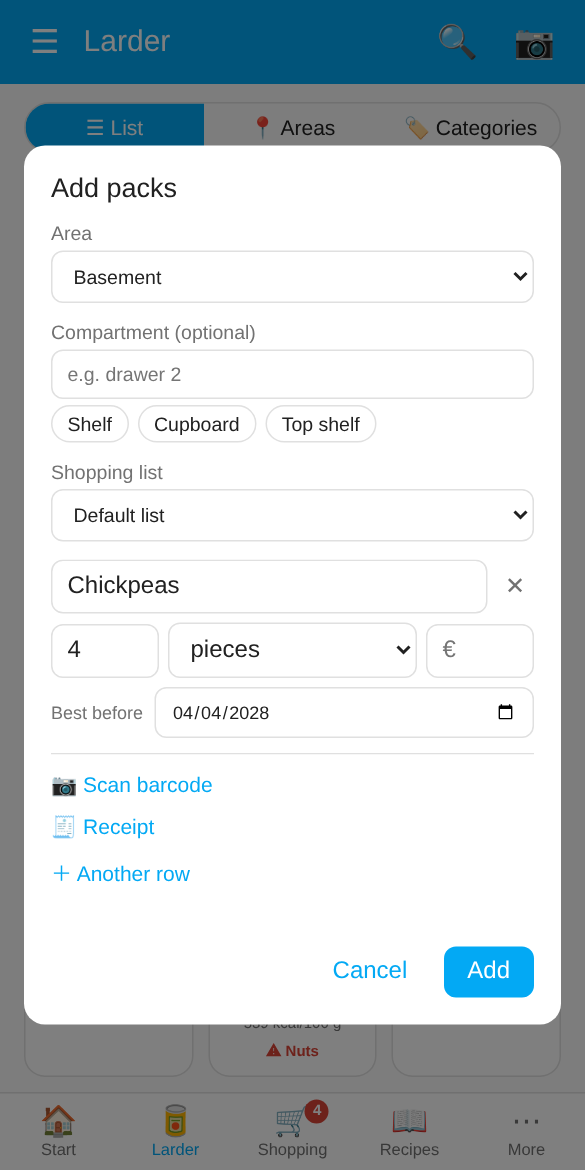 ☰ Larder 🔍 📷
☰ List 📍 Areas 🏷️ Categories
Add packs
Area
Basement
Compartment (optional)
e.g. drawer 2
Shelf Cupboard Top shelf
Shopping list
Default list
Chickpeas ✕
4 pieces €
Best before 04/04/2028
📷 Scan barcode
🧾 Receipt
+ Another row
Cancel Add
Nuts
4
Start Larder Shopping Recipes More